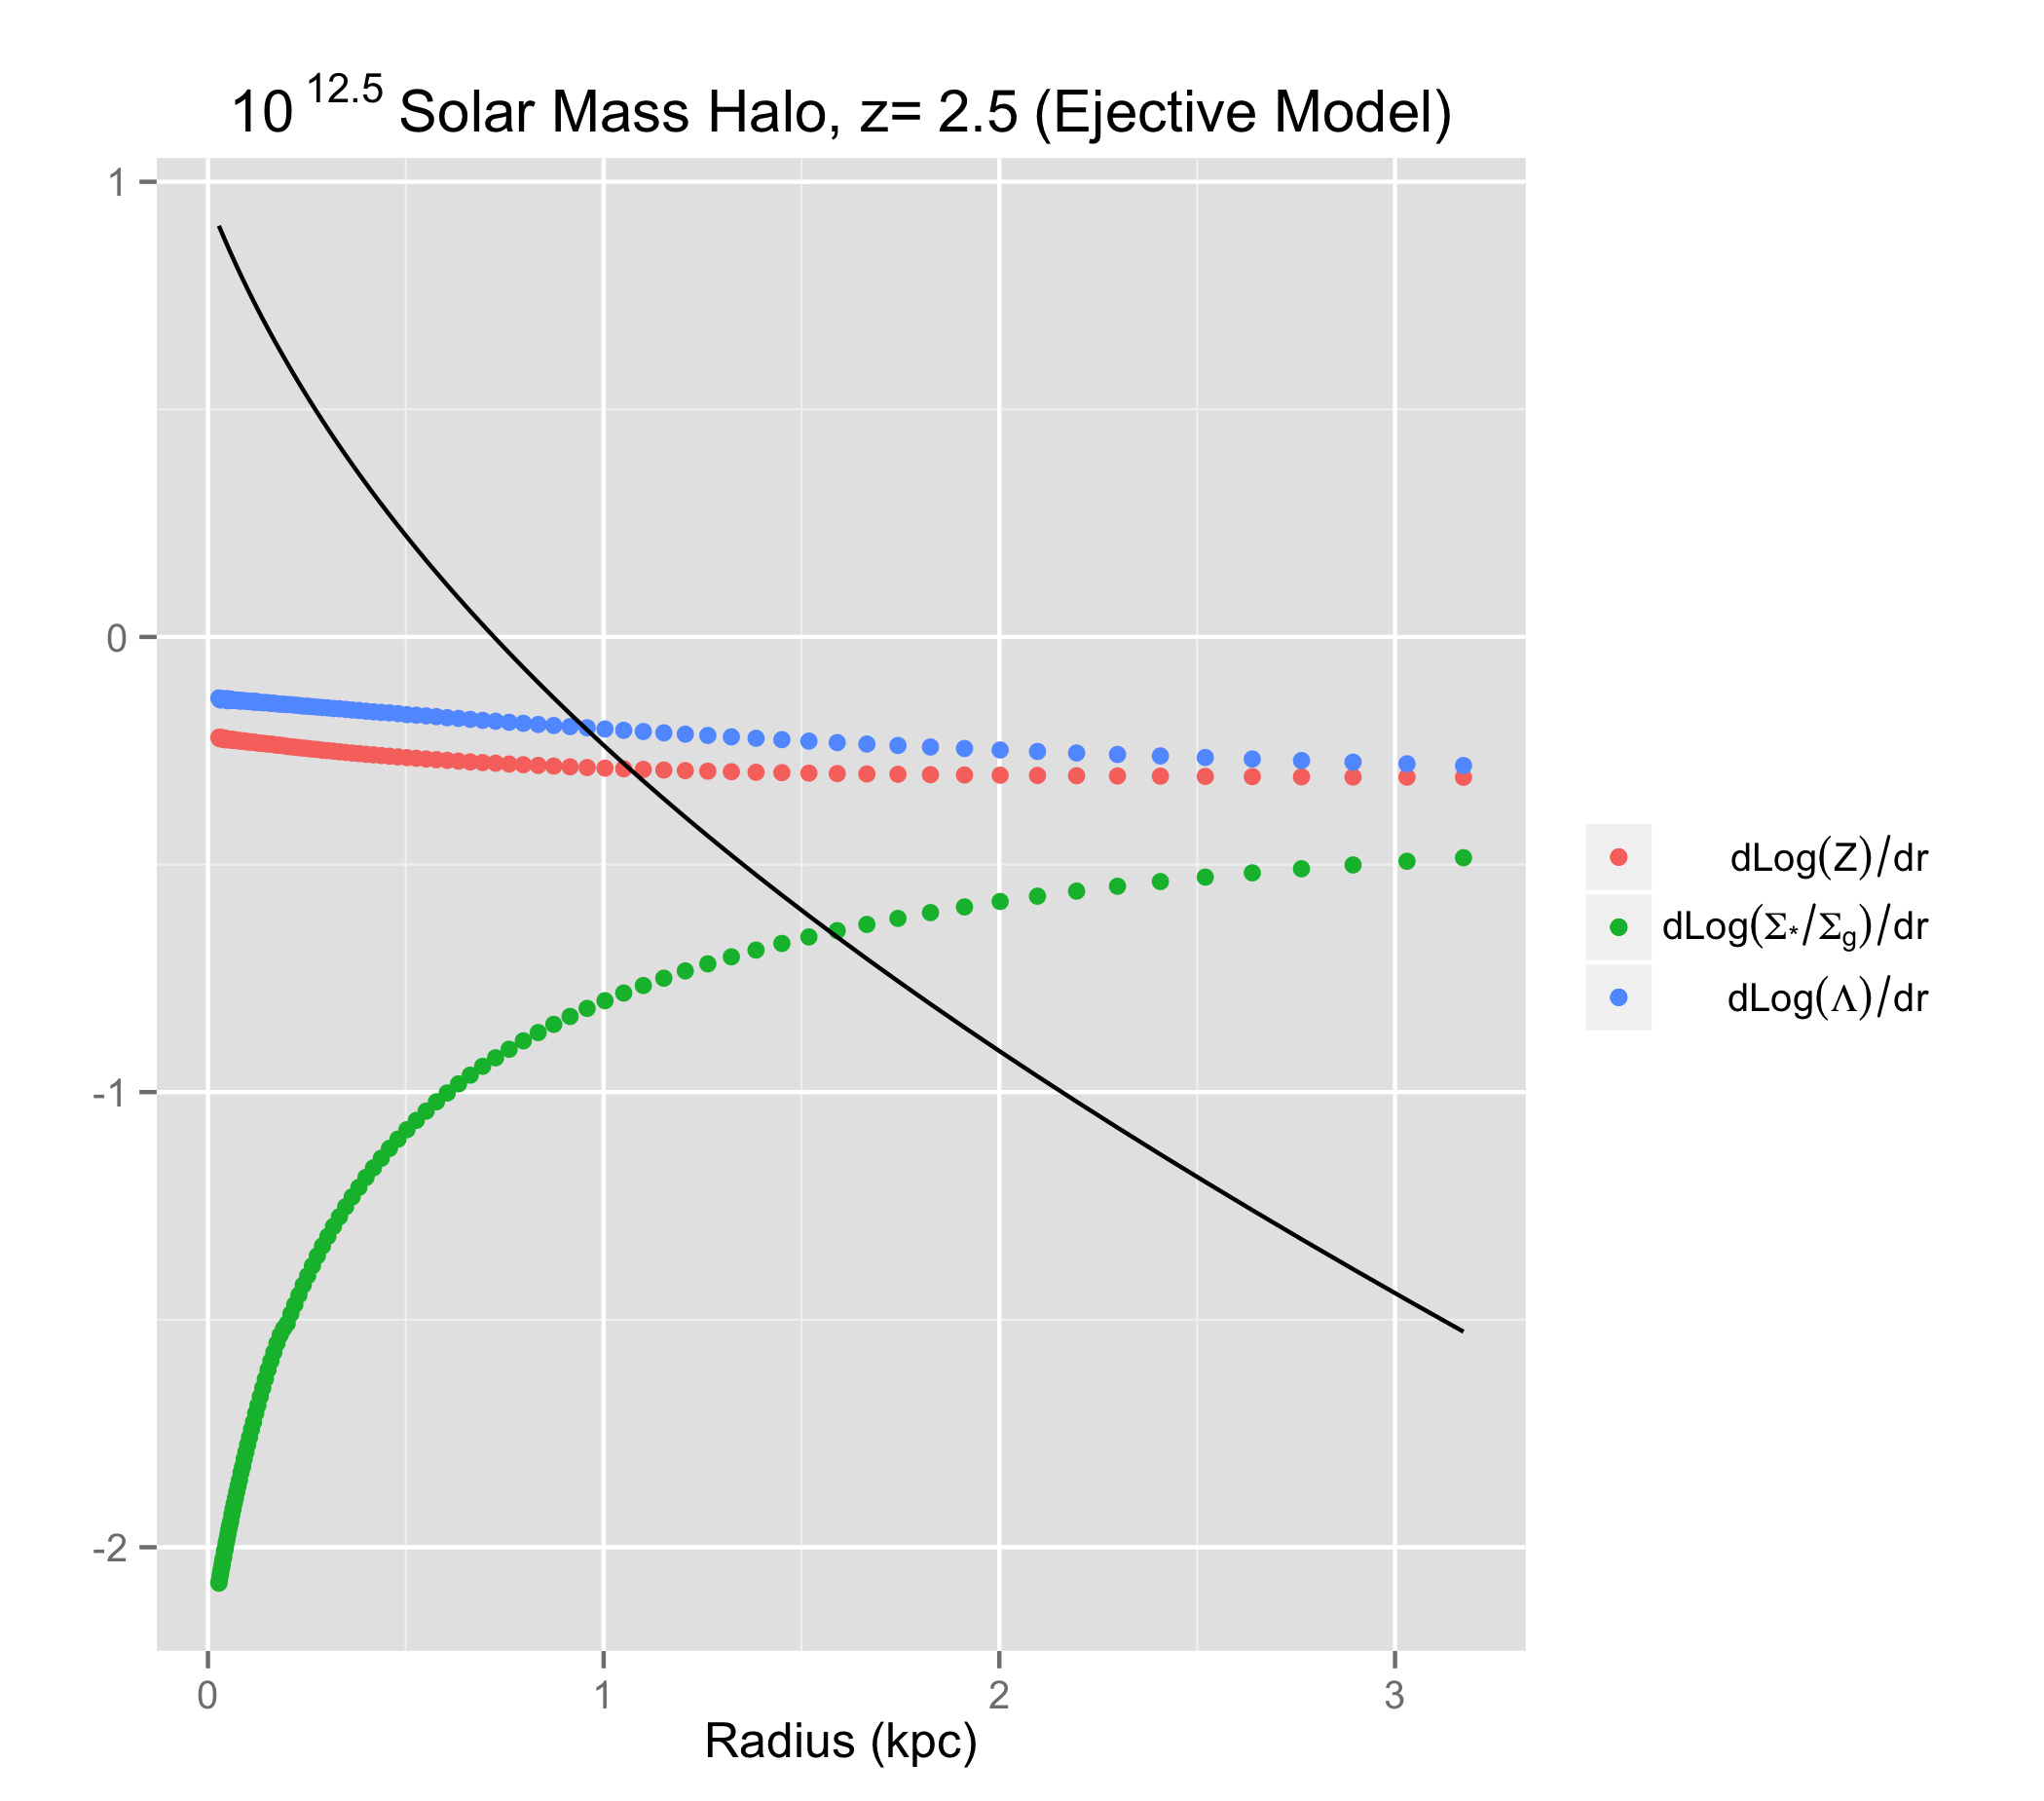 10^12.5 Solar Mass Halo, z= 2.5 (Ejective Model)
1
0
-1
-2
0 1 2 3
Radius (kpc)
dLog(Z)/dr
dLog(Σ*/Σg)/dr
dLog(Λ)/dr